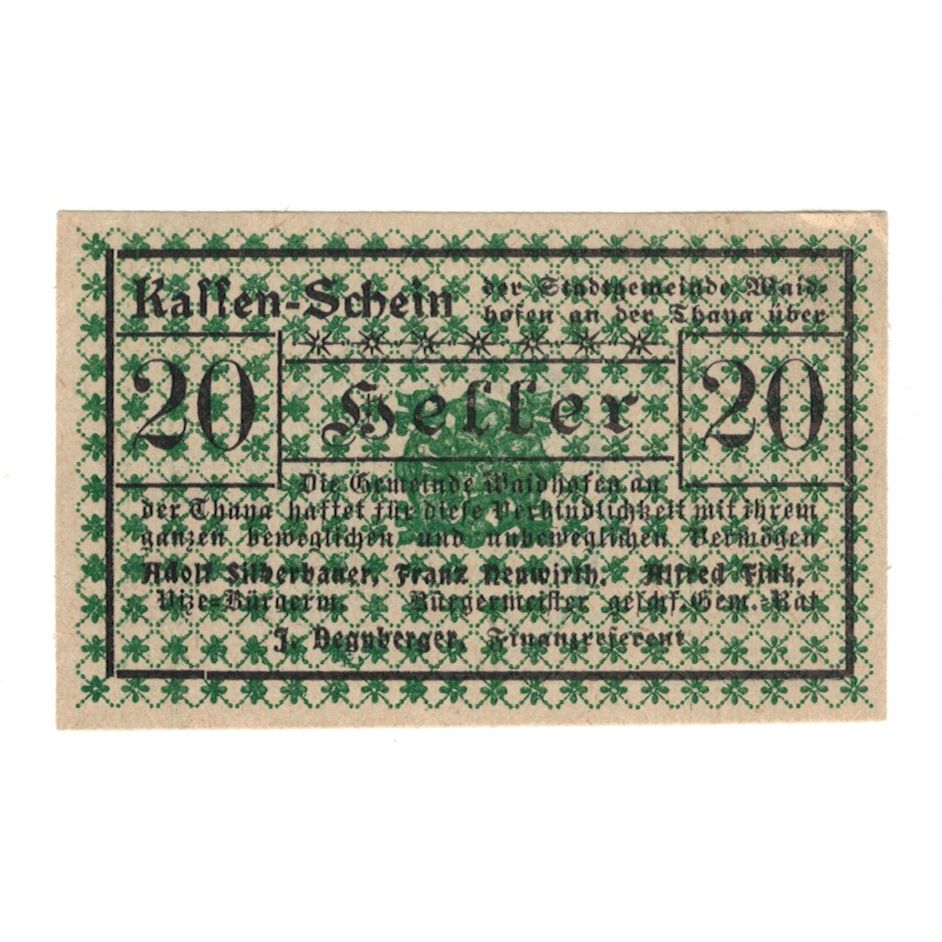 Kassen-Schein
der Stadtgemeinde Waid-
hofen an der Thaya über
20 Heller 20
Die Gemeinde Waidhofen an
der Thaya haftet für diese Verbindlichkeit mit ihrem
ganzen beweglichen und unbeweglichen Vermögen
Adolf Silberbauer, Franz Neuwirth, Alfred Fink,
Vize-Bürgerm. Bürgermeister geschf. Gem.-Rat
J. Finanzreferent